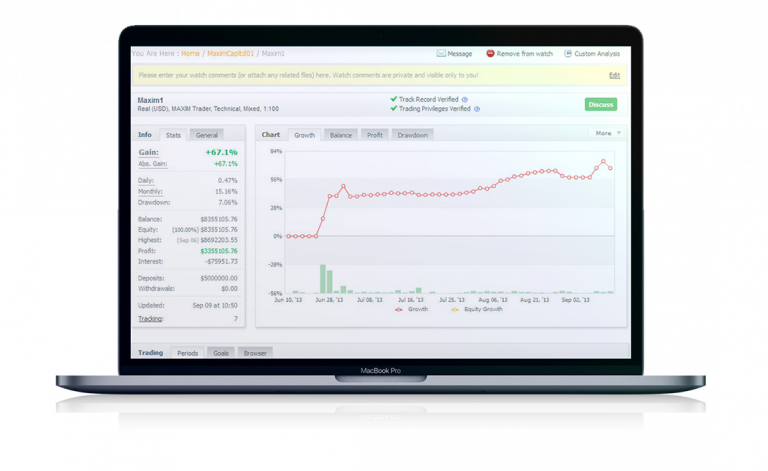 You Are Here : Home / MaximCapital01 / Maxim1
Message
Remove from watch
Custom Analysis
Please enter your watch comments (or attach any related files) here, Watch comments are private and visible only to you!
Edit
Maxim1
Real (USD), MAXIM Trader, Technical, Mixed, 1:100
Track Record Verified
Trading Privileges Verified
Discuss
Info Stats General
Gain: +67.1%
Abs. Gain: +67.1%
Daily: 0.47%
Monthly: 15.16%
Drawdown: 7.06%
Balance: $8355105.76
Equity: (100.00%) $8355105.76
Highest: (Sep 06) $8692203.55
Profit: $3355105.76
Interest: -$75951.73
Deposits: $5000000.00
Withdrawals: $0.00
Updated: Sep 09 at 10:50
Tracking: 7
Chart Growth Balance Profit Drawdown
More
84%
56%
28%
0%
-28%
-56%
Jun 10, '13 Jun 28, '13 Jul 08, '13 Jul 16, '13 Jul 25, '13 Aug 06, '13 Aug 21, '13 Sep 02, '13
Growth Equity Growth
Trading Periods Goals Browser
MacBook Pro